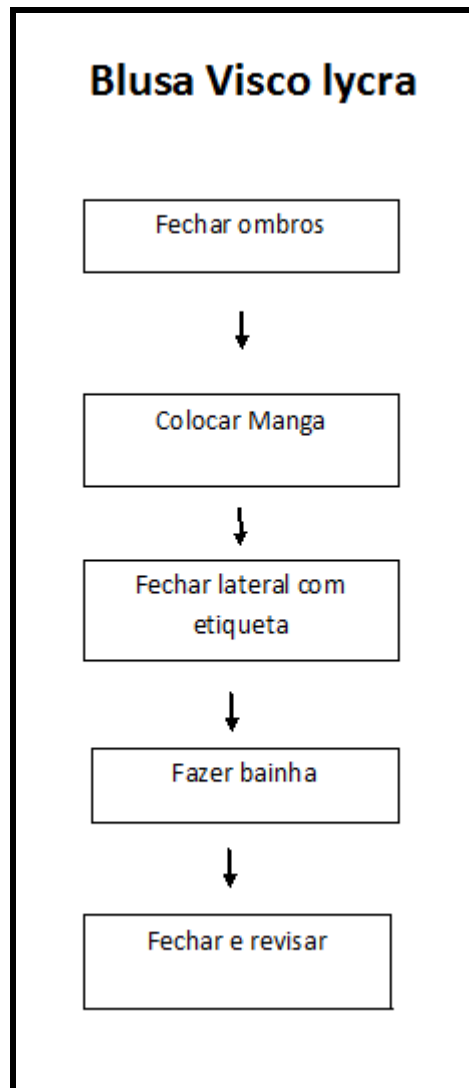 Blusa Visco lycra
Fechar ombros
Colocar Manga
Fechar lateral com
etiqueta
Fazer bainha
Fechar e revisar